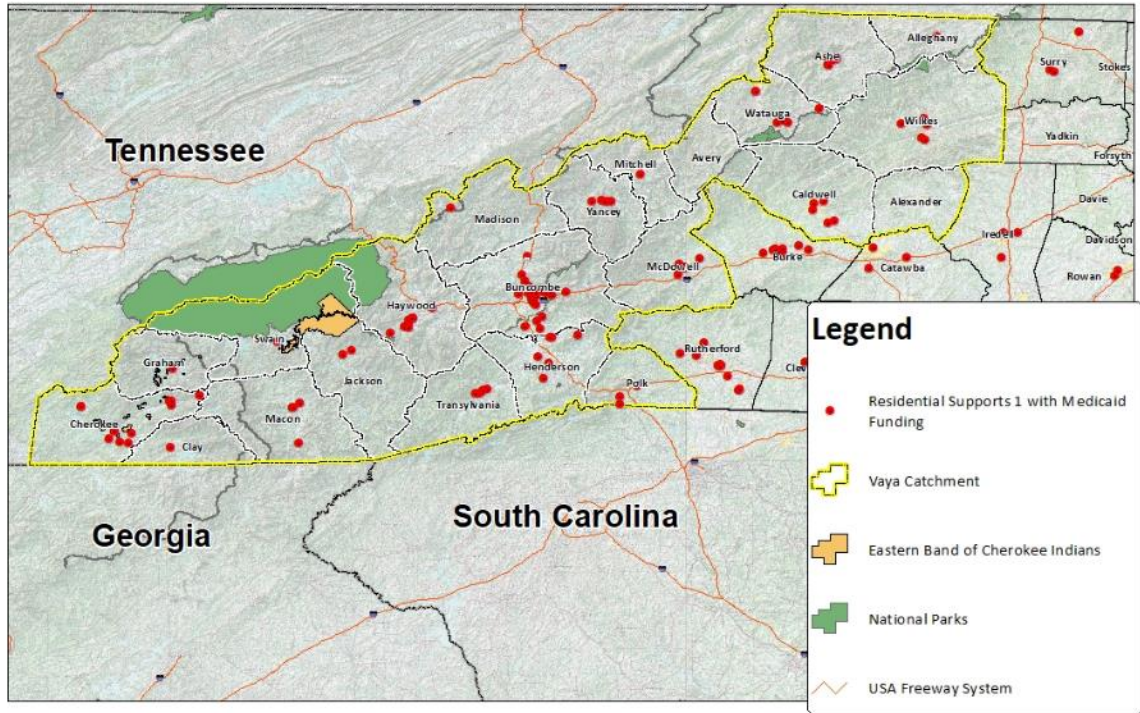 Alleghany
Ashe
Surry
Stokes
Watauga
Wilkes
Yadkin
Tennessee
Mitchell
Avery
Forsyth
Caldwell
Alexander
Davie
Yancey
Madison
Iredell
Davidson
McDowell
Burke
Catawba
Rowan
Buncombe
Haywood
Swain
Rutherford
Graham
Henderson
Clev
Jackson
Polk
Transylvania
Macon
Cherokee
Clay
South Carolina
Georgia
Legend
Residential Supports 1 with Medicaid
Funding
Vaya Catchment
Eastern Band of Cherokee Indians
National Parks
USA Freeway System